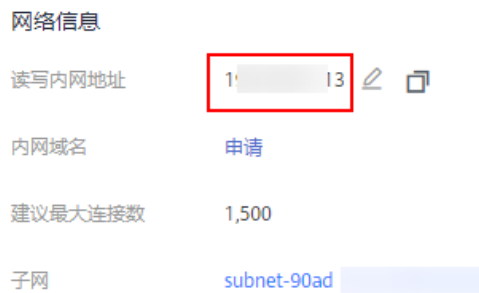 网络信息
读写内网地址 19 13
内网域名 申请
建议最大连接数 1,500
子网 subnet-90ad